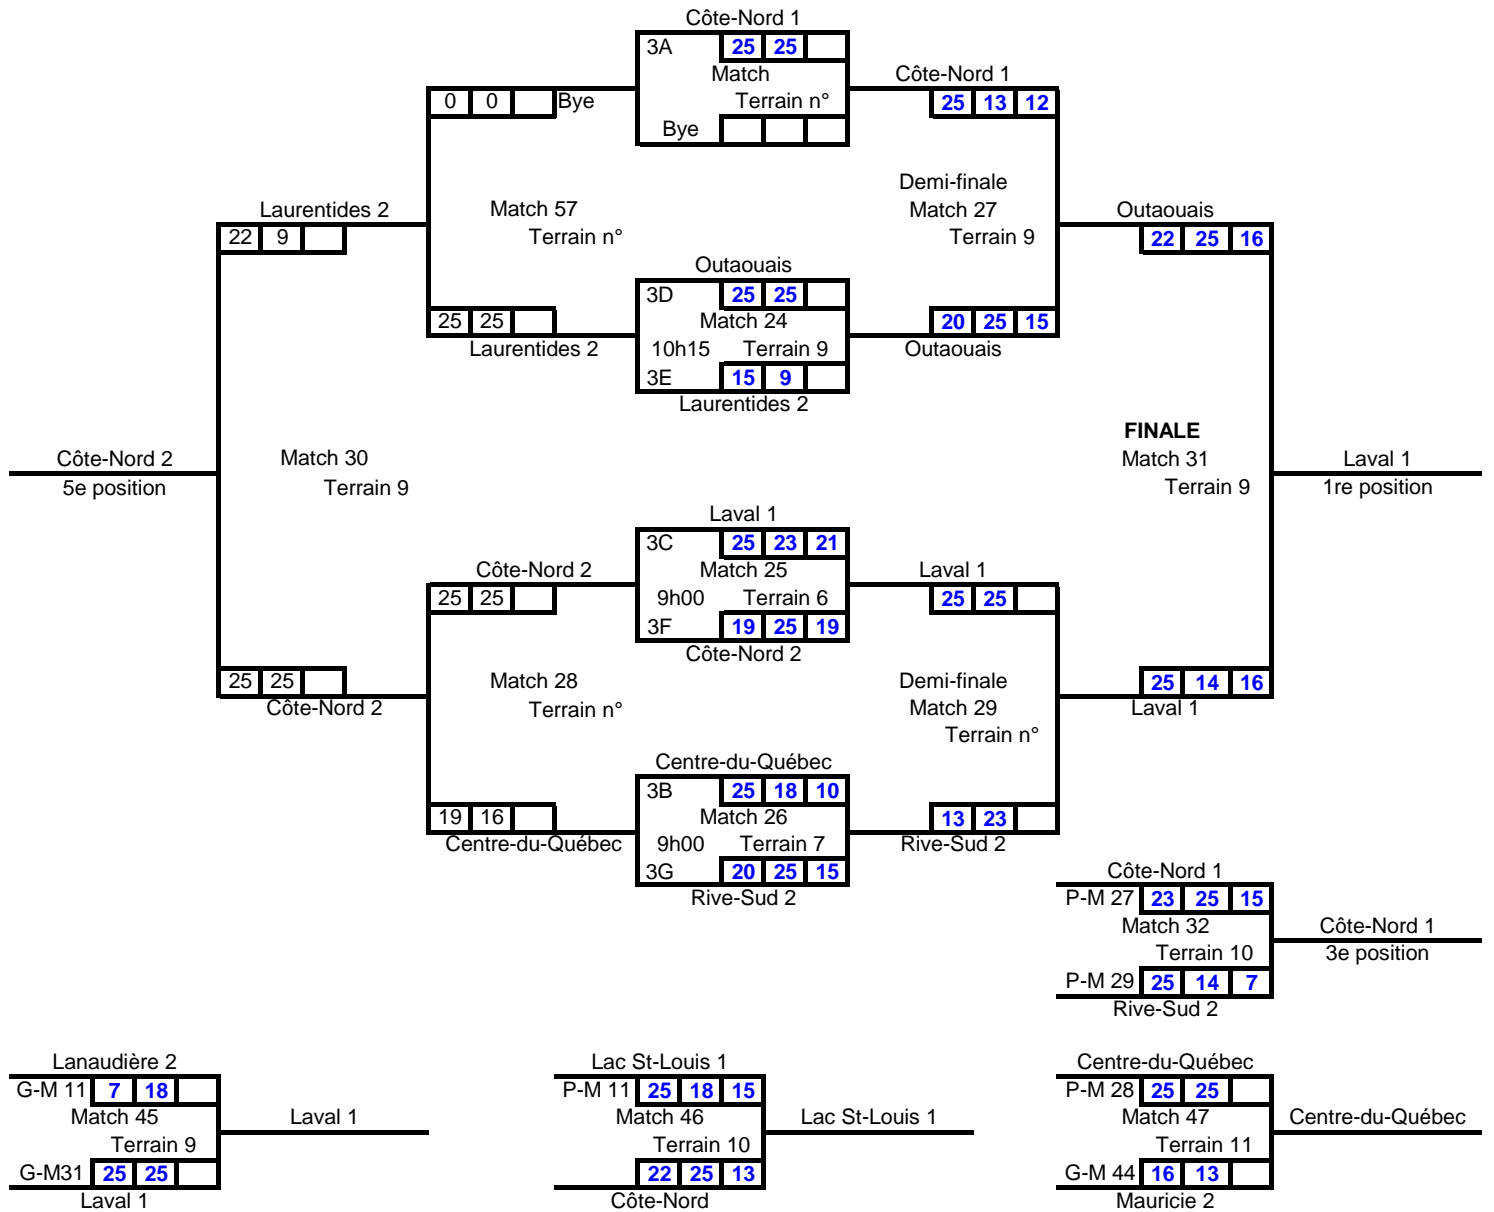 Côte-Nord 1
3A 25 25
Match
Côte-Nord 1
0 0 Bye
Terrain n°
25 13 12
Bye
Demi-finale
Laurentides 2
Match 57
Match 27
Outaouais
22 9
Terrain n°
Terrain 9
22 25 16
Outaouais
3D 25 25
25 25
Match 24
20 25 15
Laurentides 2
10h15 Terrain 9
Outaouais
3E 15 9
Laurentides 2
FINALE
Côte-Nord 2
Match 30
Match 31
Laval 1
5e position
Terrain 9
Terrain 9
1re position
Laval 1
3C 25 23 21
Côte-Nord 2
Match 25
Laval 1
25 25
9h00 Terrain 6
25 25
3F 19 25 19
Côte-Nord 2
25 25
Match 28
Demi-finale
25 14 16
Côte-Nord 2
Terrain n°
Match 29
Laval 1
Terrain n°
Centre-du-Québec
3B 25 18 10
19 16
Match 26
13 23
Centre-du-Québec
9h00 Terrain 7
Rive-Sud 2
3G 20 25 15
Rive-Sud 2
Côte-Nord 1
P-M 27 23 25 15
Match 32
Côte-Nord 1
Terrain 10
3e position
P-M 29 25 14 7
Rive-Sud 2
Lanaudière 2
G-M 11 7 18
Match 45
Laval 1
Terrain 9
G-M31 25 25
Laval 1
Lac St-Louis 1
P-M 11 25 18 15
Match 46
Lac St-Louis 1
Terrain 10
22 25 13
Côte-Nord
Centre-du-Québec
P-M 28 25 25
Match 47
Centre-du-Québec
Terrain 11
G-M 44 16 13
Mauricie 2